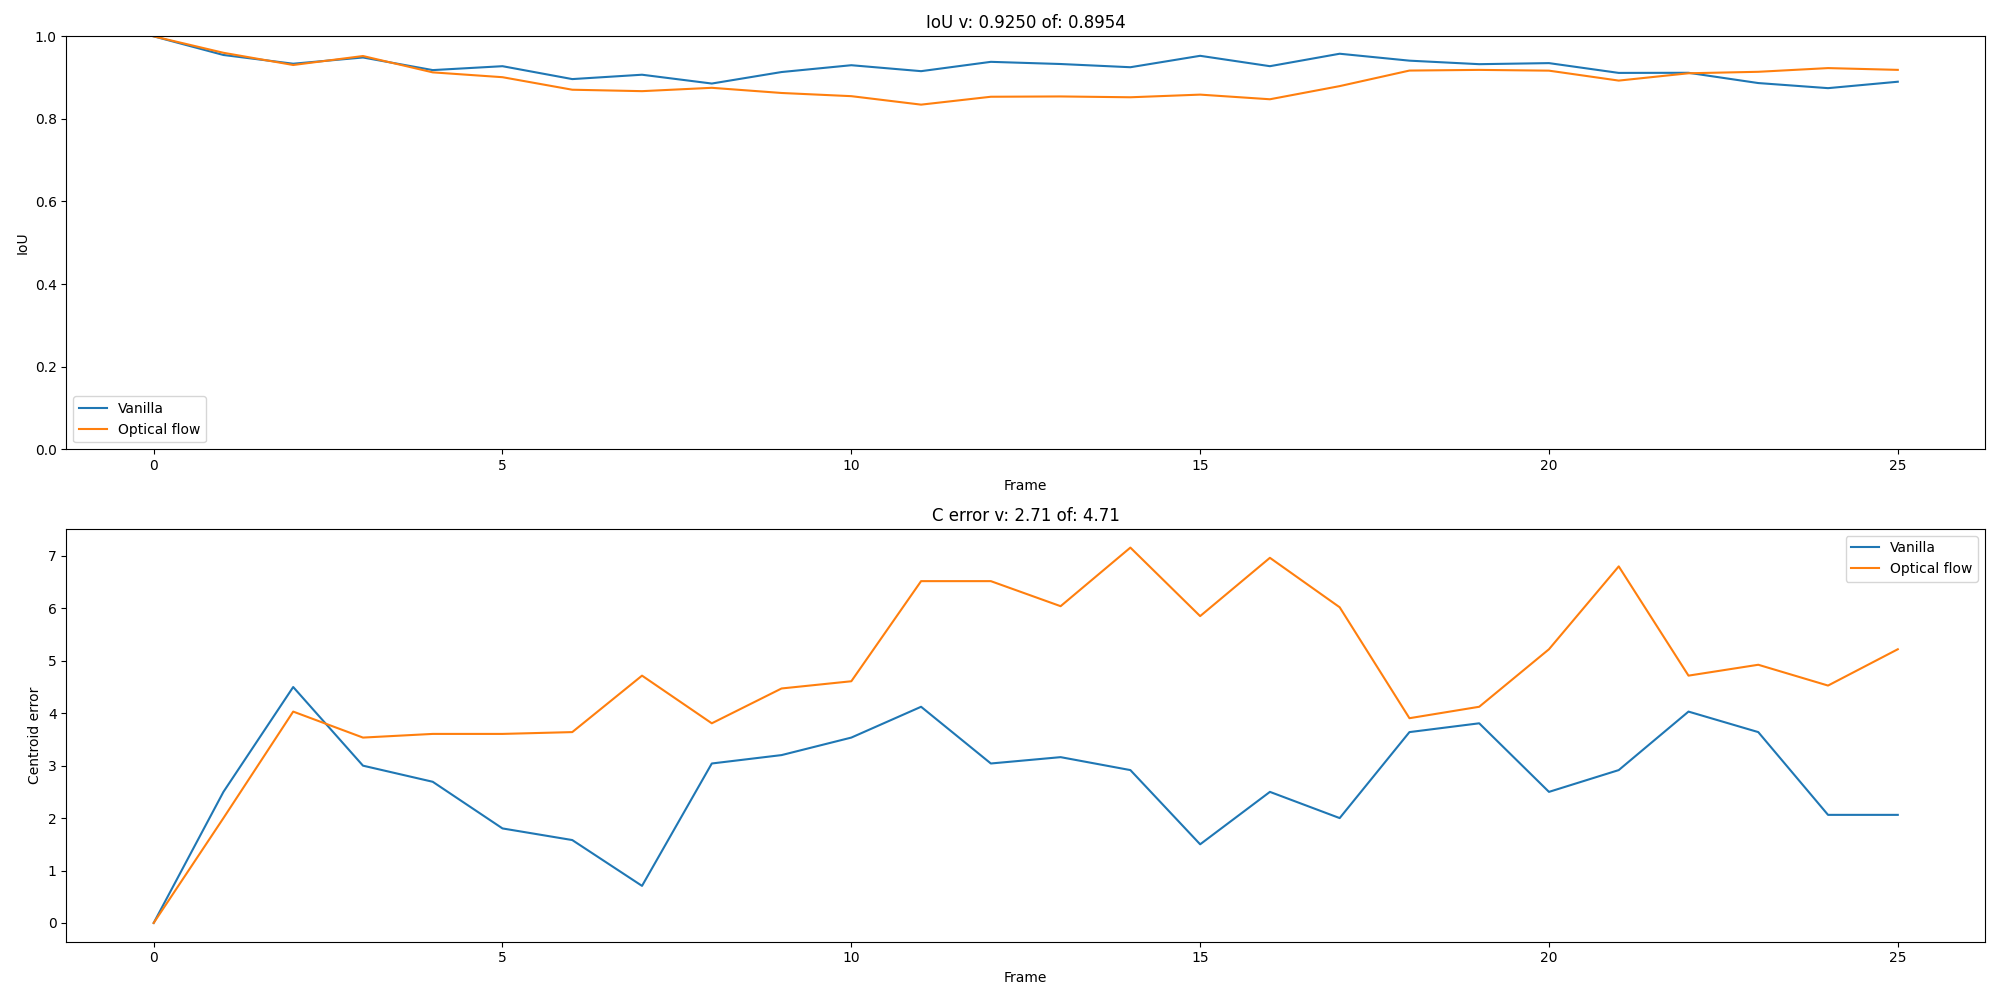 IoU v: 0.9250 of: 0.8954
1.0
0.8
0.6
0.4
0.2
0.0
IoU
Vanilla
Optical flow
0 5 10 15 20 25
Frame
C error v: 2.71 of: 4.71
7
6
5
4
3
2
1
0
Centroid error
Vanilla
Optical flow
0 5 10 15 20 25
Frame